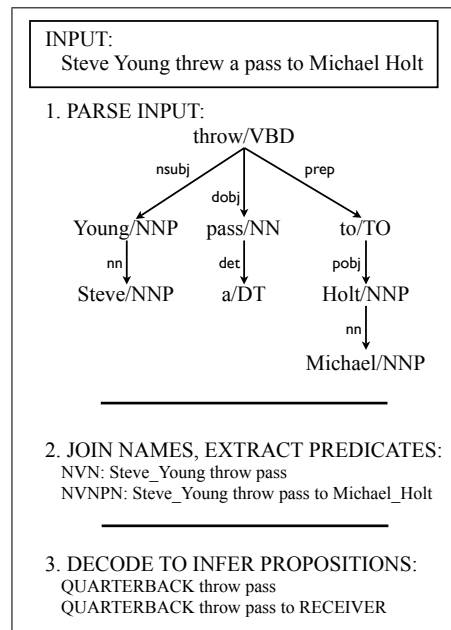 INPUT:
Steve Young threw a pass to Michael Holt
1. PARSE INPUT:
throw/VBD
nsubj dobj prep
Young/NNP pass/NN to/TO
nn det pobj
Steve/NNP a/DT Holt/NNP
nn
Michael/NNP
2. JOIN NAMES, EXTRACT PREDICATES:
NVN: Steve_Young throw pass
NVNPN: Steve_Young throw pass to Michael_Holt
3. DECODE TO INFER PROPOSITIONS:
QUARTERBACK throw pass
QUARTERBACK throw pass to RECEIVER